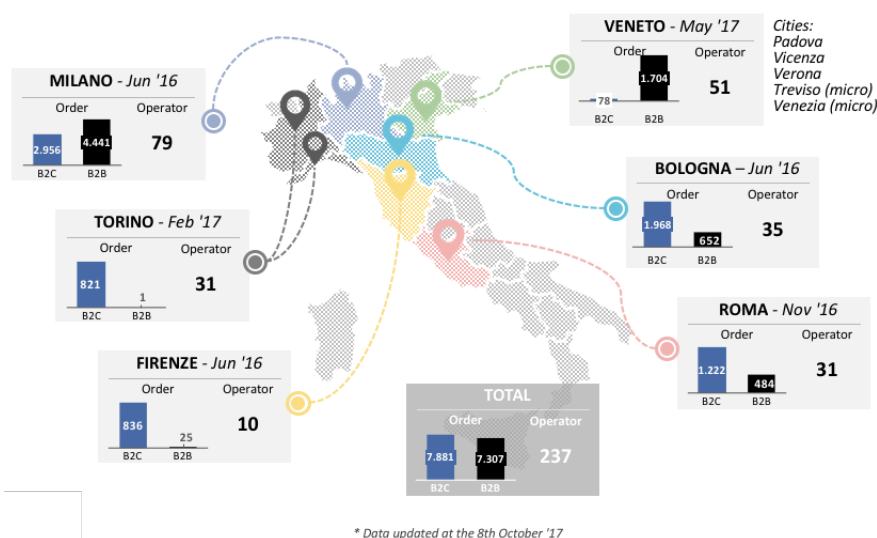 VENETO - May '17
Order Operator
1.704
78
51
B2C B2B
Cities:
Padova
Vicenza
Verona
Treviso (micro)
Venezia (micro)
MILANO - Jun '16
Order Operator
2.956
4.441
79
B2C B2B
BOLOGNA – Jun '16
Order Operator
1.968
652
35
B2C B2B
TORINO - Feb '17
Order Operator
821
1
31
B2C B2B
ROMA - Nov '16
Order Operator
1.222
484
31
B2C B2B
FIRENZE - Jun '16
Order Operator
836
25
10
B2C B2B
TOTAL
Order Operator
7.881
7.307
237
B2C B2B
* Data updated at the 8th October '17